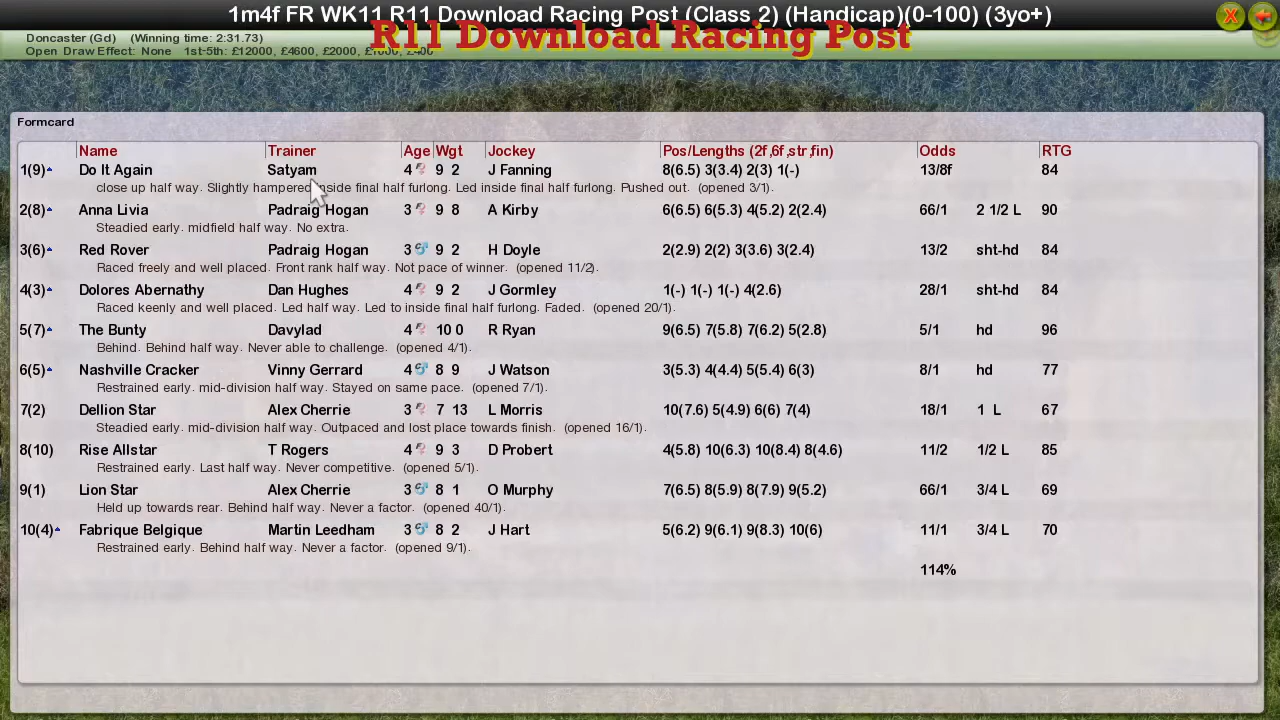 1m4f FR WK11 R11 Download Racing Post (Class 2) (Handicap)(0-100) (3yo+)
R11 Download Racing Post
Doncaster (Gd) (Winning time: 2:31.73)
Open Draw Effect: None 1st-5th: £12000, £4600, £2000, £1000, £400
Formcard
Name Trainer Age Wgt Jockey Pos/Lengths (2f,6f,str,fin) Odds RTG
1(9) Do It Again Satyam 4 9 2 J Fanning 8(6.5) 3(3.4) 2(3) 1(-) 13/8f 84
close up half way. Slightly hampered inside final half furlong. Led inside final half furlong. Pushed out. (opened 3/1).
2(8) Anna Livia Padraig Hogan 3 9 8 A Kirby 6(6.5) 6(5.3) 4(5.2) 2(2.4) 66/1 2 1/2 L 90
Steadied early. midfield half way. No extra.
3(6) Red Rover Padraig Hogan 3 9 2 H Doyle 2(2.9) 2(2) 3(3.6) 3(2.4) 13/2 sht-hd 84
Raced freely and well placed. Front rank half way. Not pace of winner. (opened 11/2).
4(3) Dolores Abernathy Dan Hughes 4 9 2 J Gormley 1(-) 1(-) 1(-) 4(2.6) 28/1 sht-hd 84
Raced keenly and well placed. Led half way. Led to inside final half furlong. Faded. (opened 20/1).
5(7) The Bunty Davylad 4 10 0 R Ryan 9(6.5) 7(5.8) 7(6.2) 5(2.8) 5/1 hd 96
Behind. Behind half way. Never able to challenge. (opened 4/1).
6(5) Nashville Cracker Vinny Gerrard 4 8 9 J Watson 3(5.3) 4(4.4) 5(5.4) 6(3) 8/1 hd 77
Restrained early. mid-division half way. Stayed on same pace. (opened 7/1).
7(2) Dellion Star Alex Cherrie 3 7 13 L Morris 10(7.6) 5(4.9) 6(6) 7(4) 18/1 1 L 67
Steadied early. mid-division half way. Outpaced and lost place towards finish. (opened 16/1).
8(10) Rise Allstar T Rogers 4 9 3 D Probert 4(5.8) 10(6.3) 10(8.4) 8(4.6) 11/2 1/2 L 85
Restrained early. Last half way. Never competitive. (opened 5/1).
9(1) Lion Star Alex Cherrie 3 8 1 O Murphy 7(6.5) 8(5.9) 8(7.9) 9(5.2) 66/1 3/4 L 69
Held up towards rear. Behind half way. Never a factor. (opened 40/1).
10(4) Fabrique Belgique Martin Leedham 3 8 2 J Hart 5(6.2) 9(6.1) 9(8.3) 10(6) 11/1 3/4 L 70
Restrained early. Behind half way. Never a factor. (opened 9/1).
114%